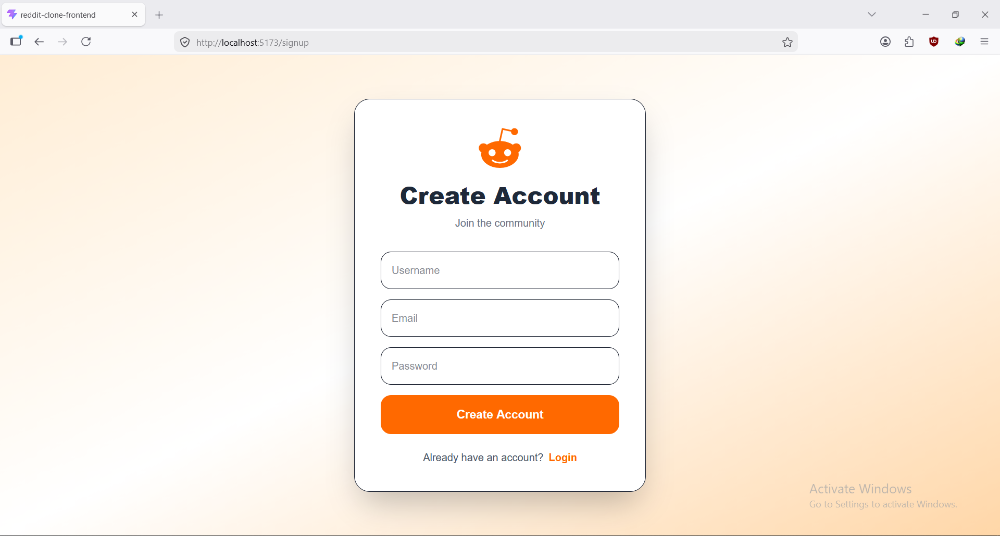 reddit-clone-frontend
http://localhost:5173/signup
Create Account
Join the community
Username
Email
Password
Create Account
Already have an account? Login
Activate Windows
Go to Settings to activate Windows.